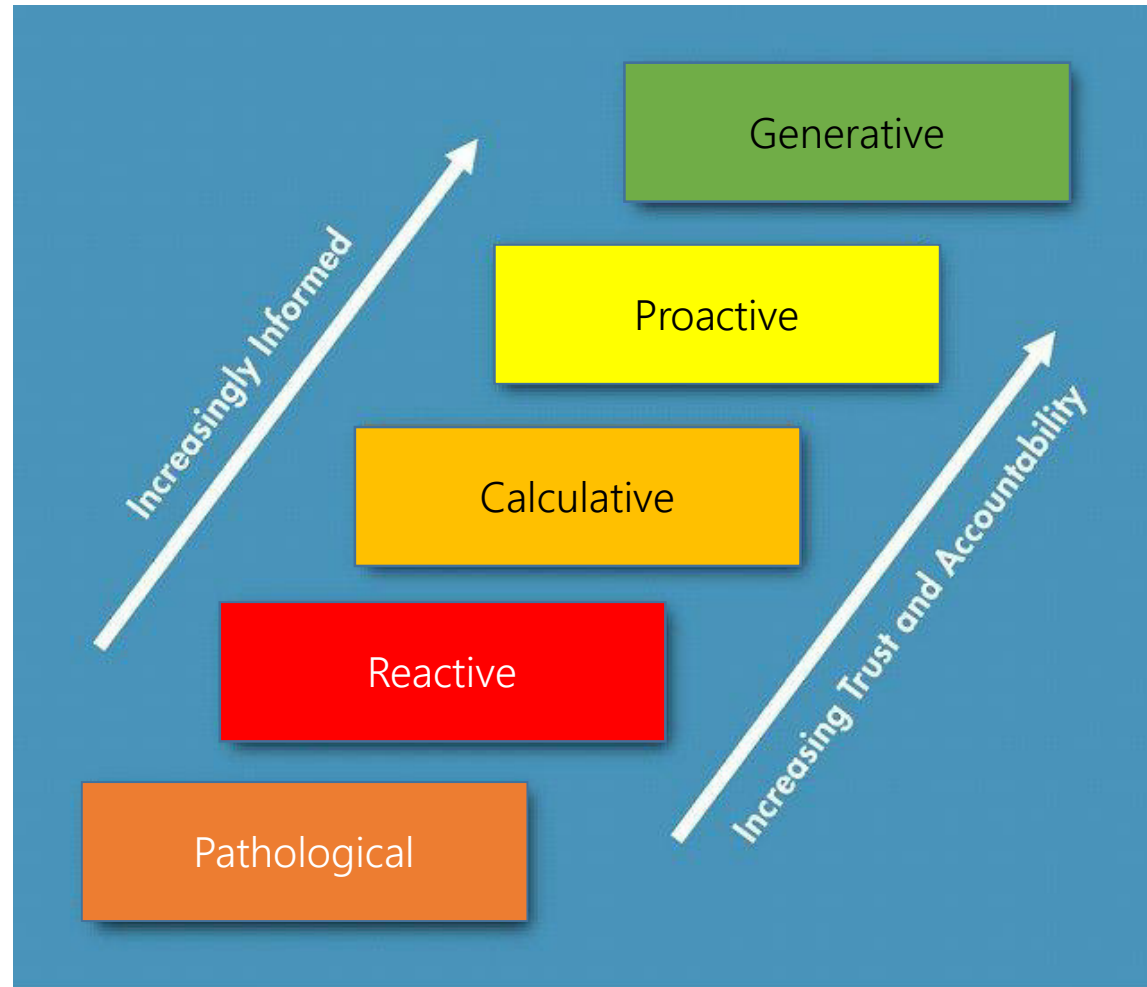 Generative
Increasingly Informed
Proactive
Calculative
Increasing Trust and Accountability
Reactive
Pathological